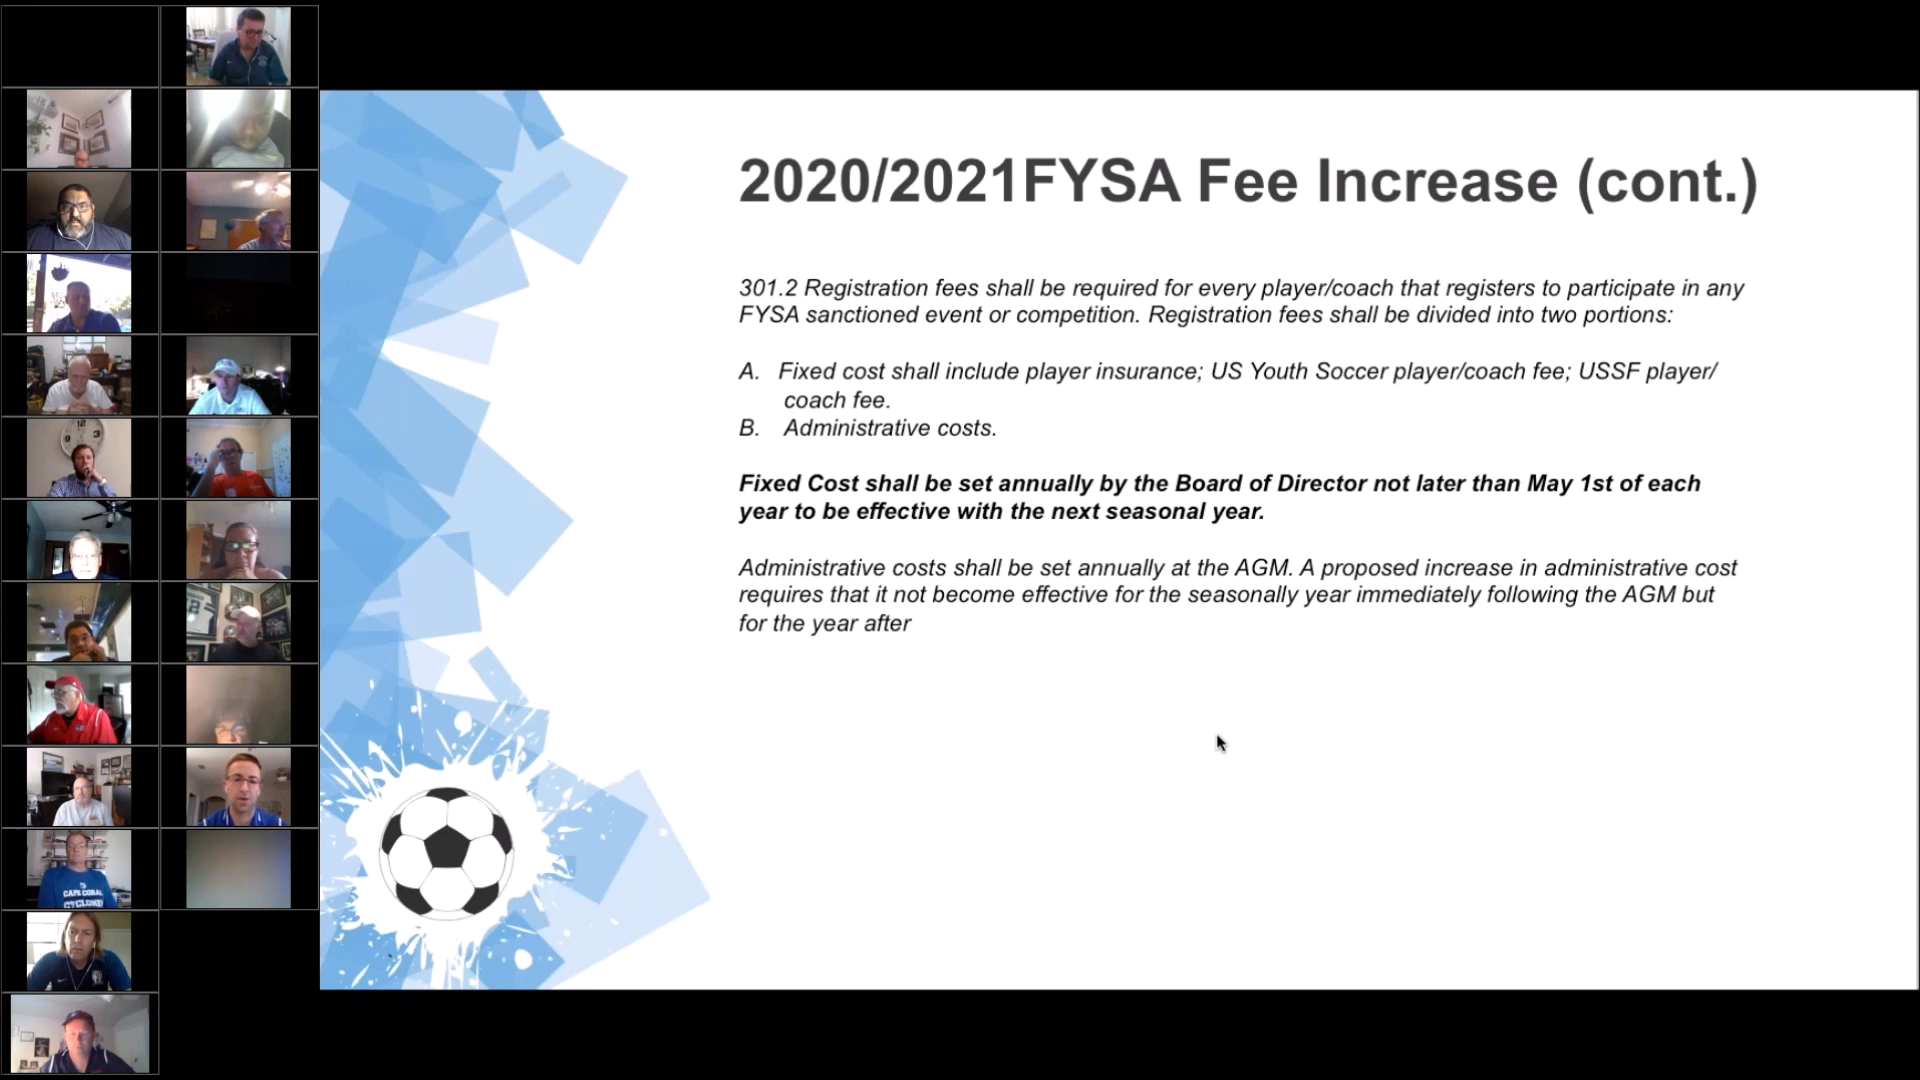 2020/2021FYSA Fee Increase (cont.)
301.2 Registration fees shall be required for every player/coach that registers to participate in any
FYSA sanctioned event or competition. Registration fees shall be divided into two portions:
A. Fixed cost shall include player insurance; US Youth Soccer player/coach fee; USSF player/
coach fee.
B. Administrative costs.
Fixed Cost shall be set annually by the Board of Director not later than May 1st of each
year to be effective with the next seasonal year.
Administrative costs shall be set annually at the AGM. A proposed increase in administrative cost
requires that it not become effective for the seasonally year immediately following the AGM but
for the year after
12
3
6
CAPE CORAL